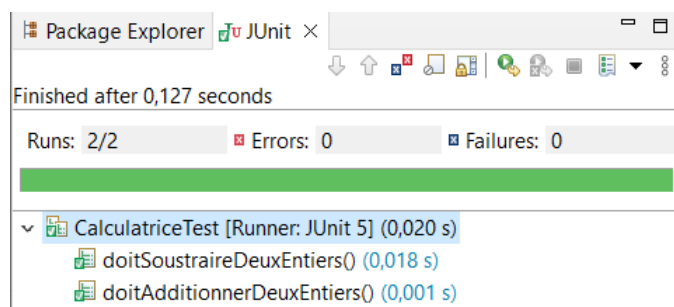 Package Explorer JUnit
Finished after 0,127 seconds
Runs: 2/2 Errors: 0 Failures: 0
CalculatriceTest [Runner: JUnit 5] (0,020 s)
doitSoustraireDeuxEntiers() (0,018 s)
doitAdditionnerDeuxEntiers() (0,001 s)